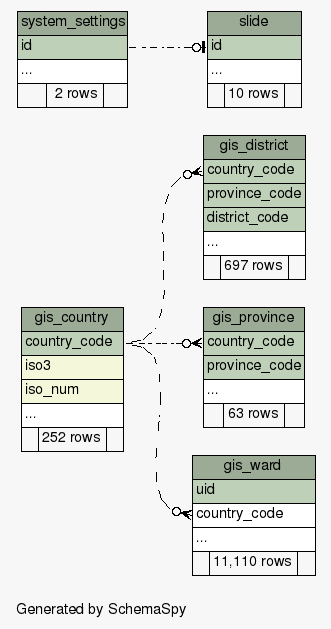 system_settings
id
...
2 rows
slide
id
...
10 rows
gis_district
country_code
province_code
district_code
...
697 rows
gis_country
country_code
iso3
iso_num
...
252 rows
gis_province
country_code
province_code
...
63 rows
gis_ward
uid
country_code
...
11,110 rows
Generated by SchemaSpy